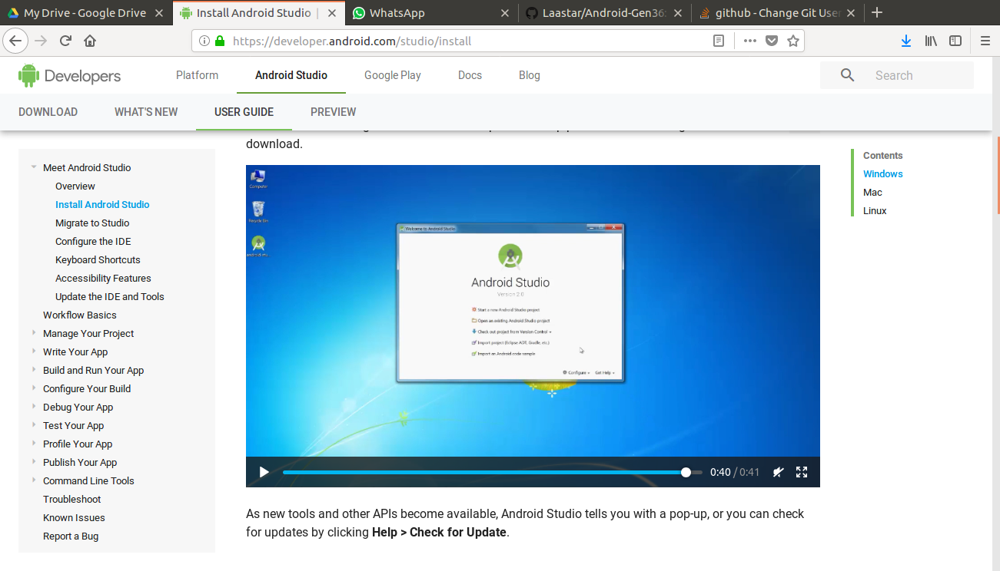 My Drive - Google Drive
Install Android Studio |
WhatsApp
Laastar/Android-Gen36
github - Change Git User
https://developer.android.com/studio/install
Developers
Platform
Android Studio
Google Play
Docs
Blog
Search
DOWNLOAD
WHAT'S NEW
USER GUIDE
PREVIEW
Meet Android Studio
Overview
Install Android Studio
Migrate to Studio
Configure the IDE
Keyboard Shortcuts
Accessibility Features
Update the IDE and Tools
Workflow Basics
Manage Your Project
Write Your App
Build and Run Your App
Configure Your Build
Debug Your App
Test Your App
Profile Your App
Publish Your App
Command Line Tools
Troubleshoot
Known Issues
Report a Bug
download.
Computer
Recycle Bin
Welcome to Android Studio
Android Studio
Version 2.0
Start a new Android Studio project
Open an existing Android Studio project
Check out project from Version Control
Import project (Eclipse ADT, Gradle, etc.)
Import an Android code sample
Configure
Get Help
0:40 / 0:41
As new tools and other APIs become available, Android Studio tells you with a pop-up, or you can check
for updates by clicking Help > Check for Update.
Contents
Windows
Mac
Linux